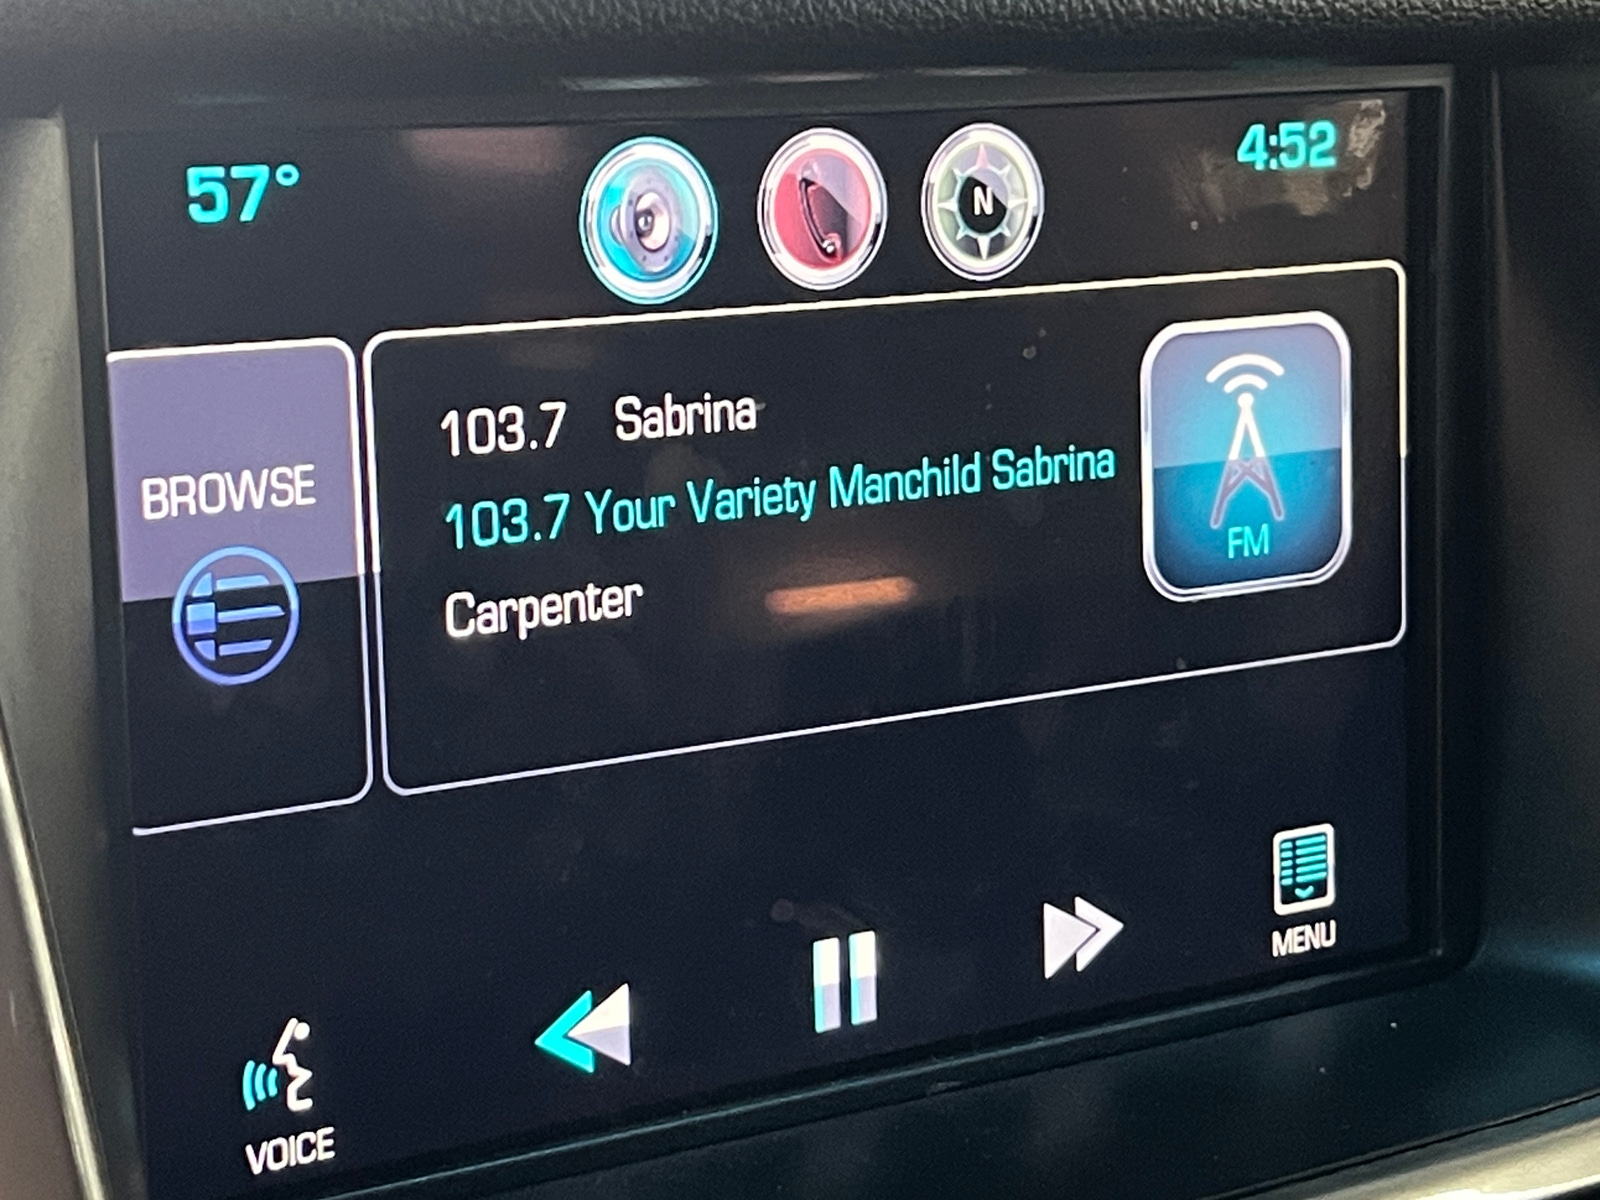 57°
4:52
N
103.7 Sabrina
103.7 Your Variety Manchild Sabrina
Carpenter
FM
BROWSE
MENU
VOICE